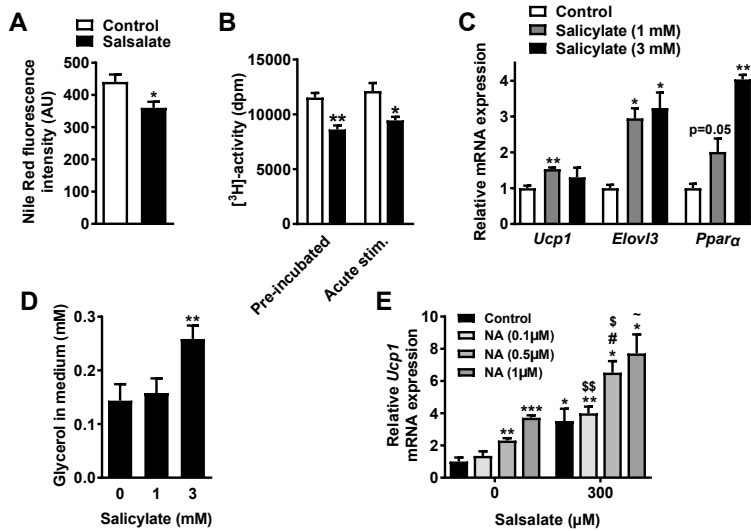 A
Control
Salsalate
Nile Red fluorescence
intensity (AU)
500
400
300
200
100
0
*
B
[³H]-activity (dpm)
15000
10000
5000
0
**
*
Pre-incubated
Acute stim.
C
Control
Salicylate (1 mM)
Salicylate (3 mM)
Relative mRNA expression
4
3
2
1
0
**
*
*
p=0.05
**
Ucp1
Elovl3
Pparα
D
Glycerol in medium (mM)
0.3
0.2
0.1
0.0
**
0
1
3
Salicylate (mM)
E
Control
NA (0.1μM)
NA (0.5μM)
NA (1μM)
Relative Ucp1
mRNA expression
10
8
6
4
2
0
**
***
*
$$
**
$
#
*
~
*
0
300
Salsalate (μM)